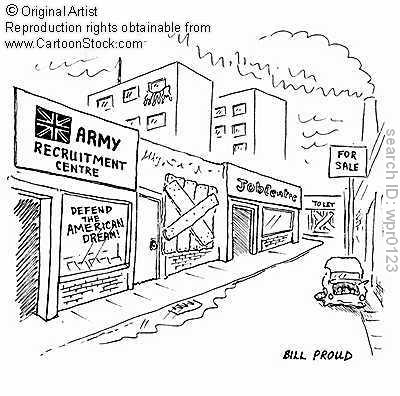 © Original Artist
Reproduction rights obtainable from
www.CartoonStock.com
ARMY
RECRUITMENT
CENTRE
DEFEND
THE
AMERICAN
DREAM!
JobCentre
TO LET
FOR
SALE
search ID: wpr0123
BILL PROUD